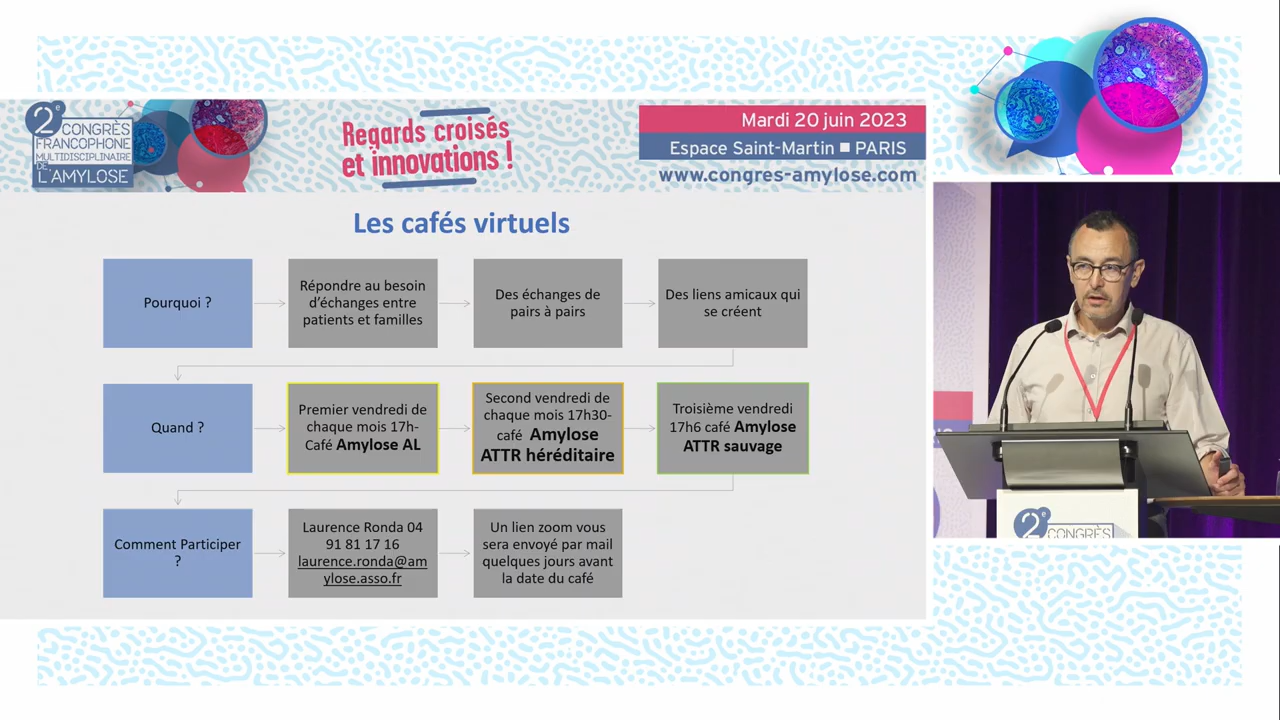 2e
CONGRÈS
FRANCOPHONE
MULTIDISCIPLINAIRE
DE
L'AMYLOSE
Regards croisés
et innovations !
Mardi 20 juin 2023
Espace Saint-Martin ■ PARIS
www.congres-amylose.com
Les cafés virtuels
Pourquoi ?
Répondre au besoin
d'échanges entre
patients et familles
Des échanges de
pairs à pairs
Des liens amicaux qui
se créent
Quand ?
Premier vendredi de
chaque mois 17h-
Café Amylose AL
Second vendredi de
chaque mois 17h30-
café Amylose
ATTR héréditaire
Troisième vendredi
17h6 café Amylose
ATTR sauvage
Comment Participer
?
Laurence Ronda 04
91 81 17 16
laurence.ronda@am
ylose.asso.fr
Un lien zoom vous
sera envoyé par mail
quelques jours avant
la date du café
2e
CONGRÈS